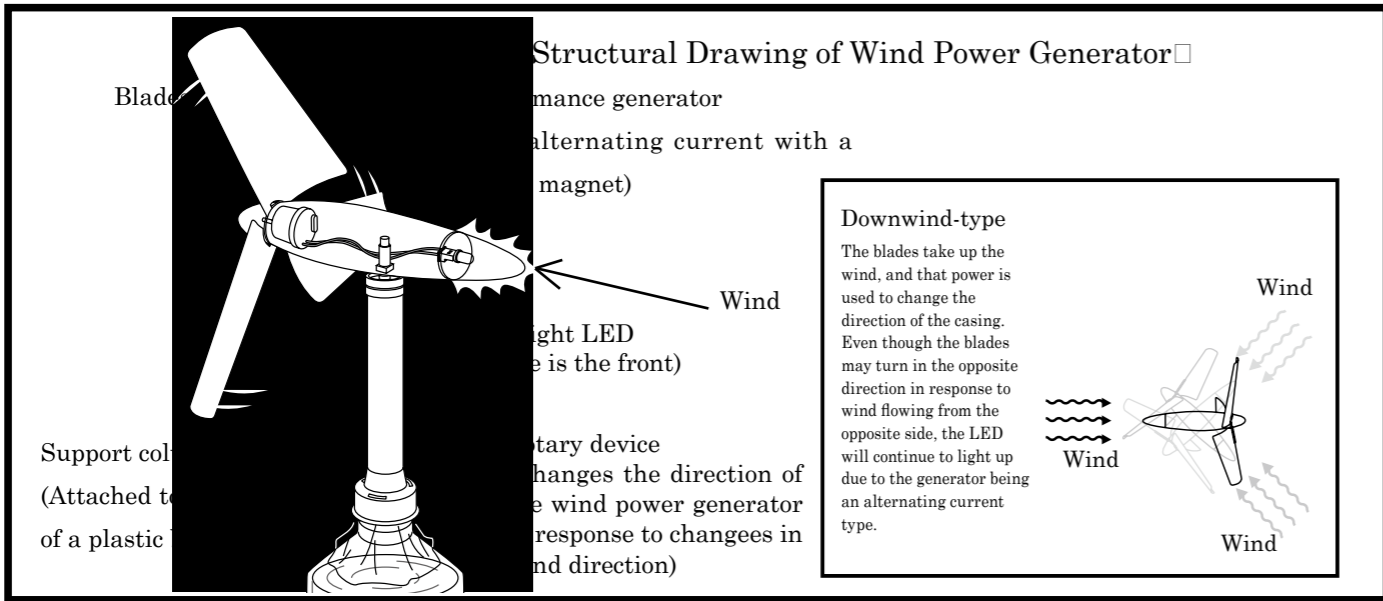 Structural Drawing of Wind Power Generator□
Blades
mance generator
alternating current with a
magnet)
Wind
ight LED
e is the front)
Support colu
(Attached to
of a plastic
tary device
hanges the direction of
e wind power generator
response to changees in
nd direction)
Downwind-type
The blades take up the
wind, and that power is
used to change the
direction of the casing.
Even though the blades
may turn in the opposite
direction in response to
wind flowing from the
opposite side, the LED
will continue to light up
due to the generator being
an alternating current
type.
Wind
Wind
Wind